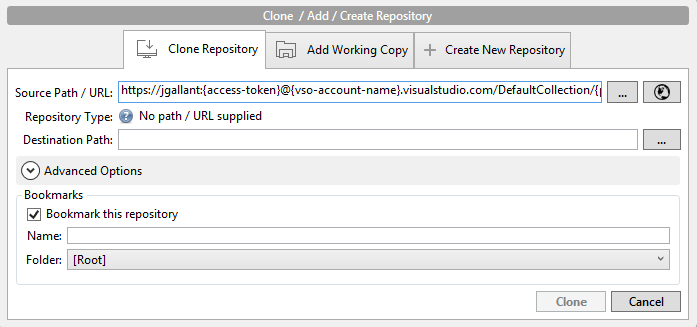 Clone / Add / Create Repository
Clone Repository
Add Working Copy
Create New Repository
Source Path / URL: https://jgallant:{access-token}@{vso-account-name}.visualstudio.com/DefaultCollection/{ ...
Repository Type: No path / URL supplied
Destination Path: ...
Advanced Options
Bookmarks
Bookmark this repository
Name:
Folder: [Root]
Clone Cancel